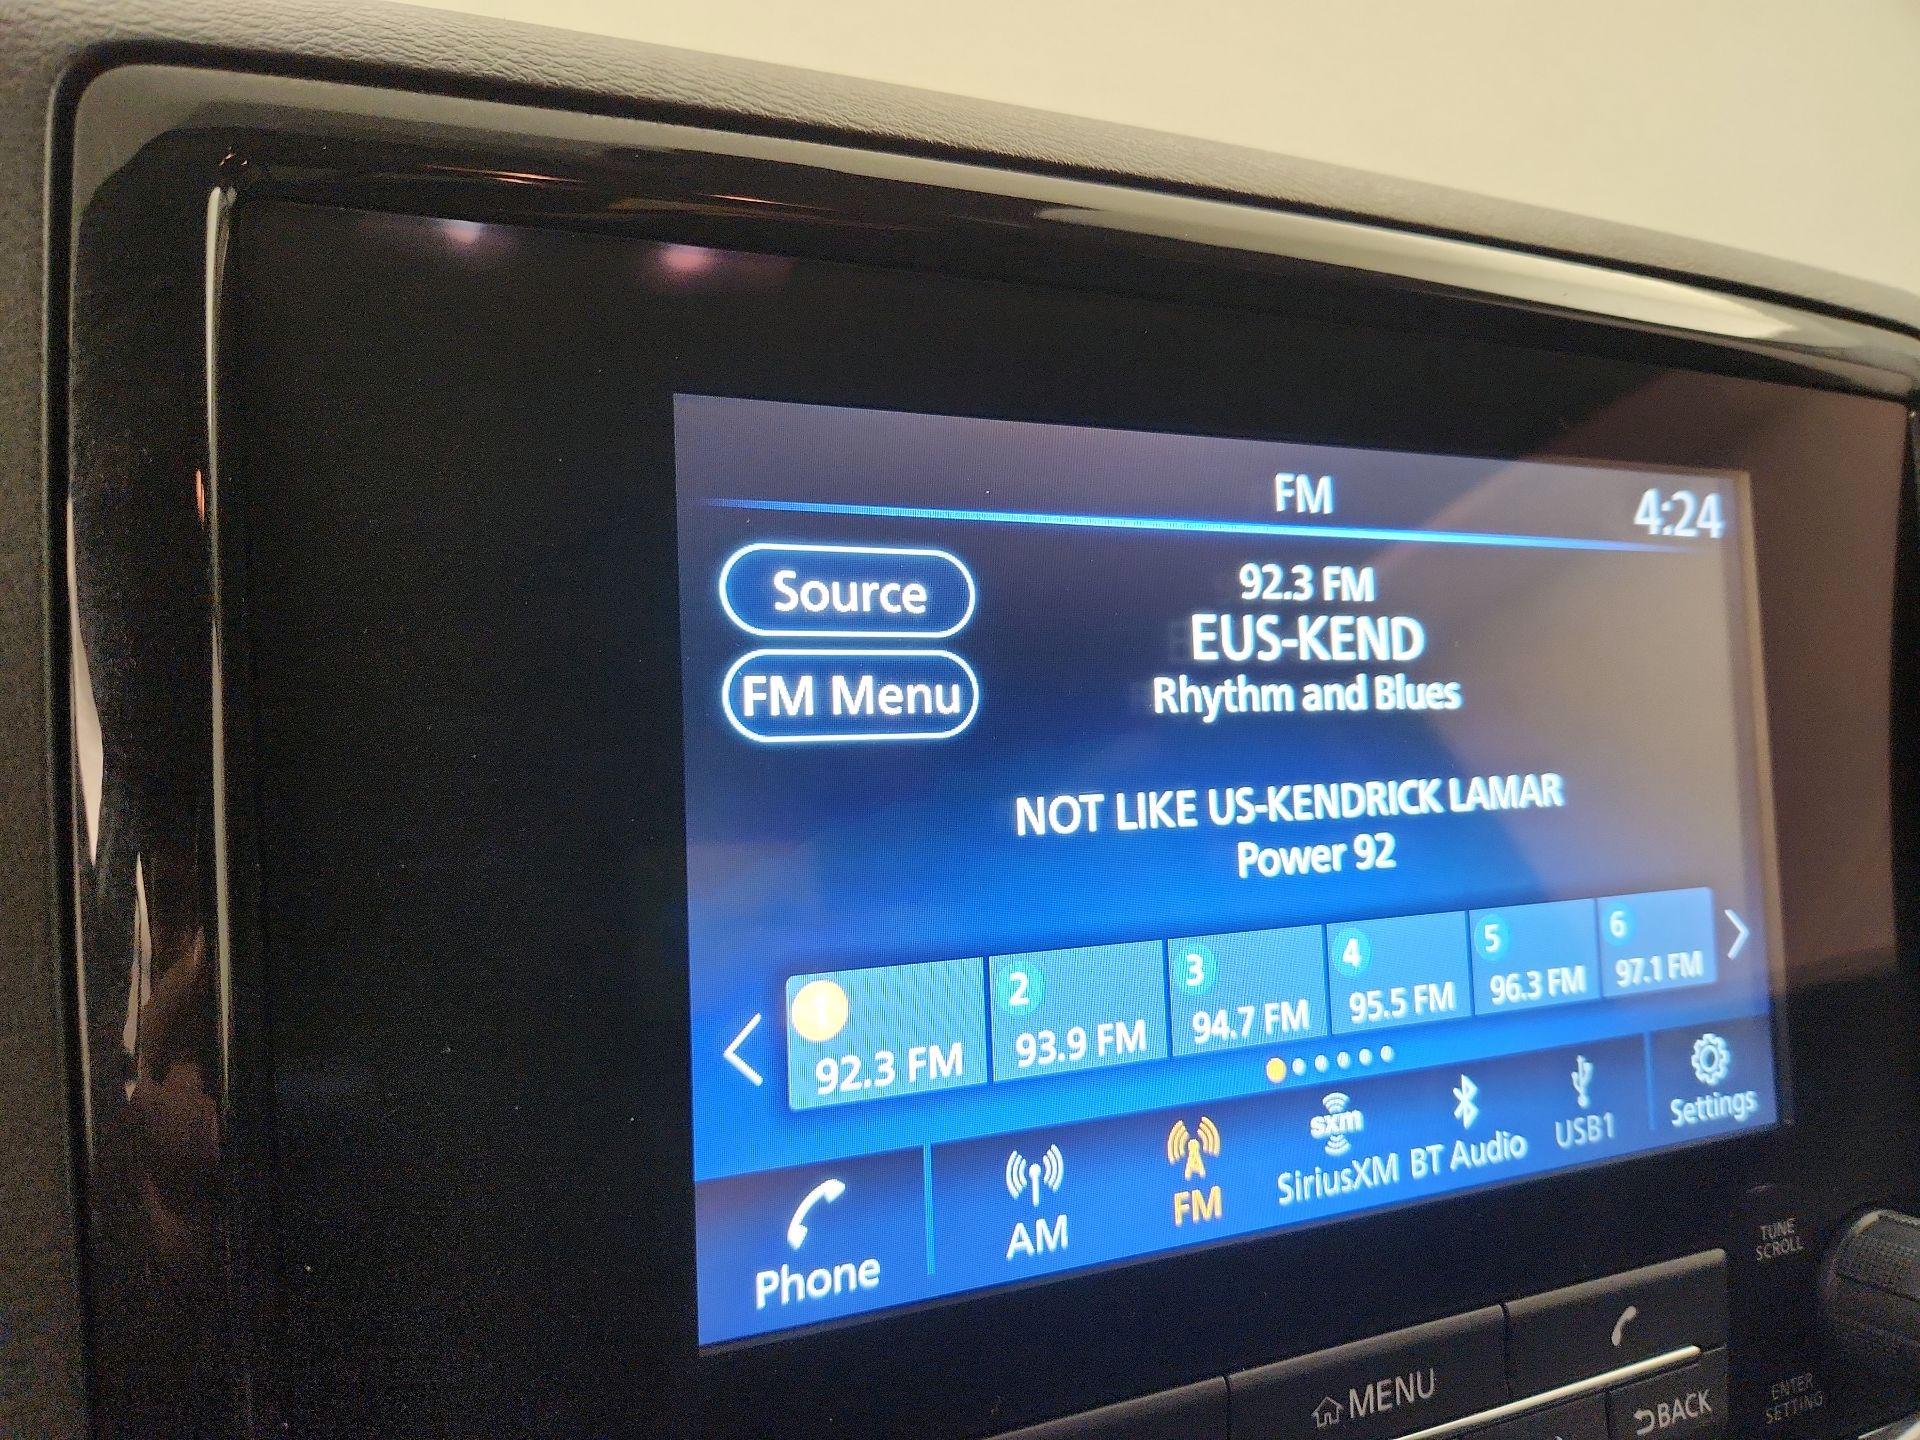 FM
4:24
Source
92.3 FM
EUS-KEND
FM Menu
Rhythm and Blues
NOT LIKE US-KENDRICK LAMAR
Power 92
1
92.3 FM
2
93.9 FM
3
94.7 FM
4
95.5 FM
5
96.3 FM
6
97.1 FM
Phone
AM
FM
sxm
SiriusXM
BT Audio
USB1
Settings
TUNE
SCROLL
MENU
BACK
ENTER
SETTING